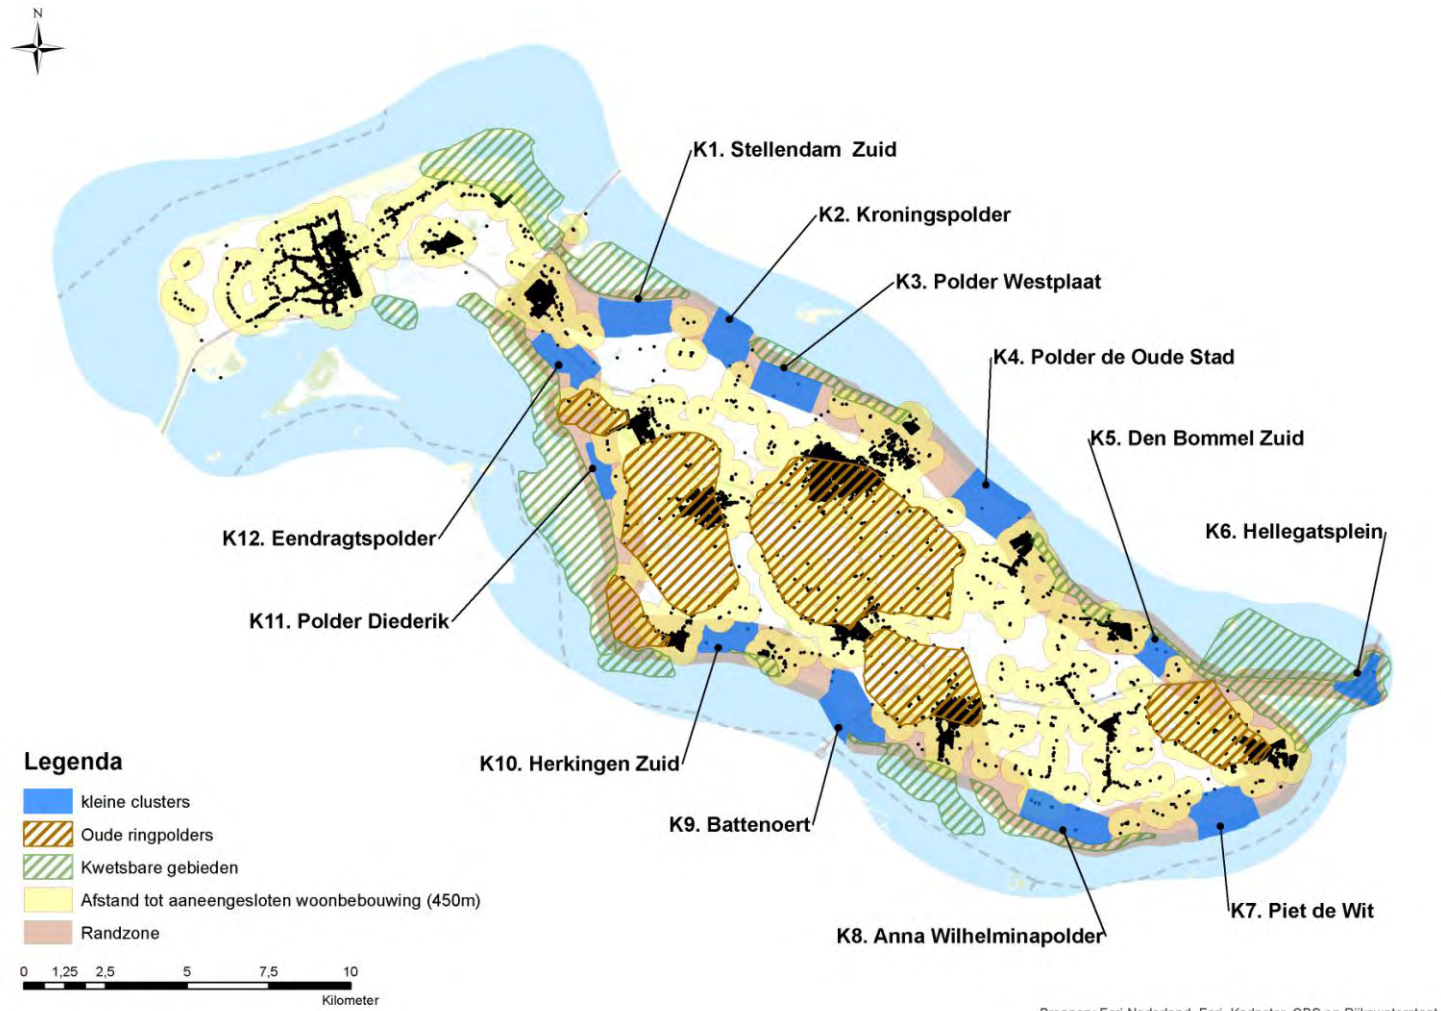 N
K1. Stellendam Zuid
K2. Kroningspolder
K3. Polder Westplaat
K4. Polder de Oude Stad
K5. Den Bommel Zuid
K6. Hellegatsplein
K12. Eendragtspolder
K11. Polder Diederik
K10. Herkingen Zuid
K9. Battenoert
K8. Anna Wilhelminapolder
K7. Piet de Wit
Legenda
kleine clusters
Oude ringpolders
Kwetsbare gebieden
Afstand tot aaneengesloten woonbebouwing (450m)
Randzone
0 1,25 2,5 5 7,5 10
Kilometer